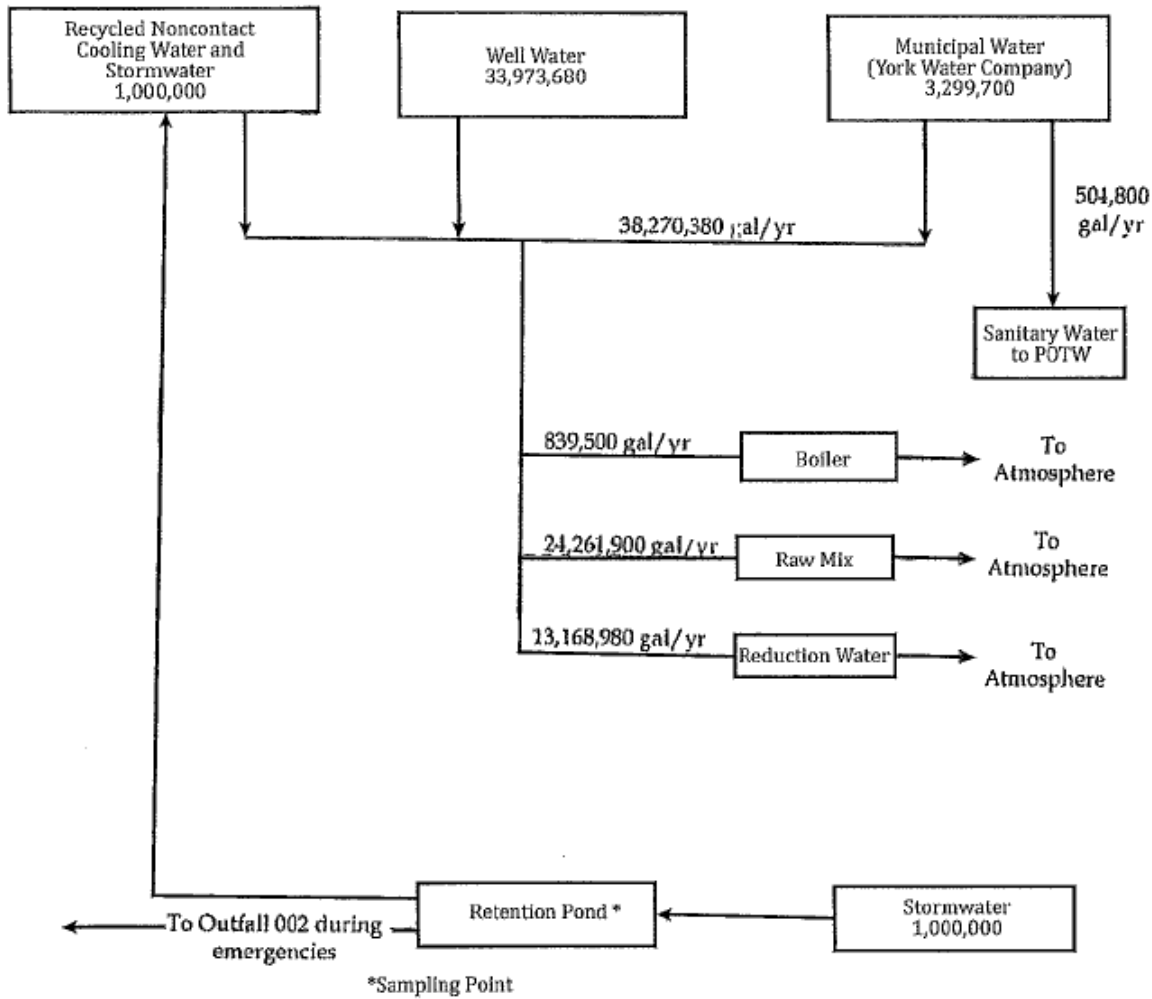 Recycled Noncontact
Cooling Water and
Stormwater
1,000,000
Well Water
33,973,680
Municipal Water
(York Water Company)
3,299,700
504,800
gal/yr
38,270,380 gal/yr
Sanitary Water
to POTW
839,500 gal/yr
Boiler
To
Atmosphere
24,261,900 gal/yr
Raw Mix
To
Atmosphere
13,168,980 gal/yr
Reduction Water
To
Atmosphere
Retention Pond *
Stormwater
1,000,000
To Outfall 002 during
emergencies
*Sampling Point